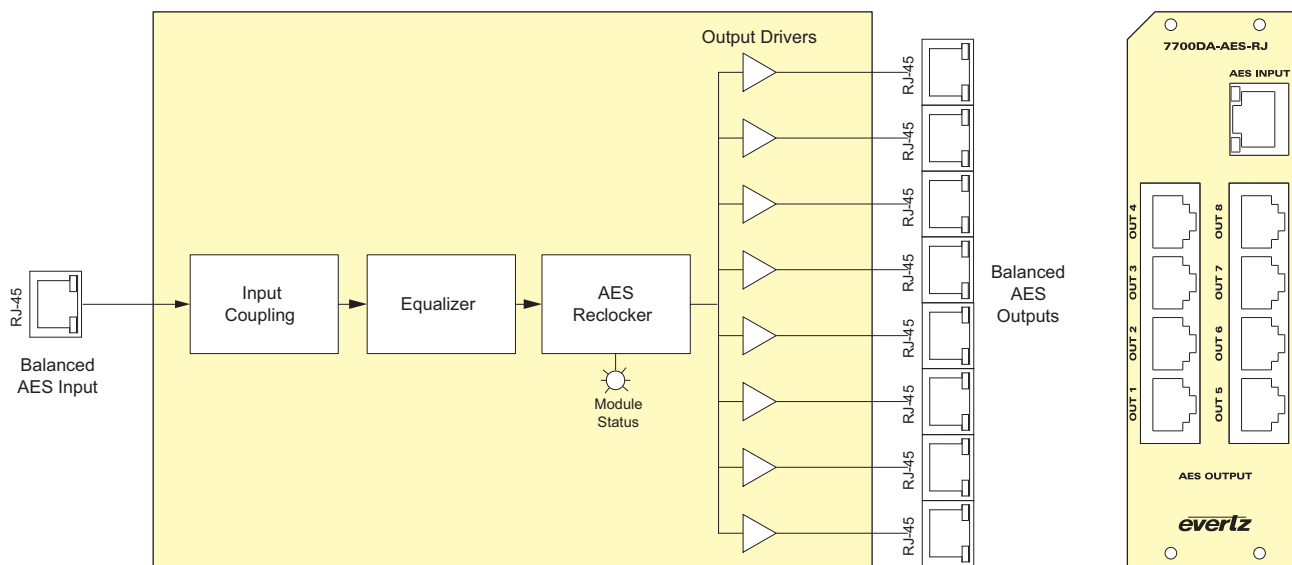 Output Drivers
RJ-45
RJ-45
RJ-45
RJ-45
RJ-45
RJ-45
RJ-45
RJ-45
RJ-45
Balanced
AES Input
Input
Coupling
Equalizer
AES
Reclocker
Module
Status
Balanced
AES
Outputs
7700DA-AES-RJ
AES INPUT
OUT 4
OUT 3
OUT 2
OUT 1
OUT 8
OUT 7
OUT 6
OUT 5
AES OUTPUT
evertz